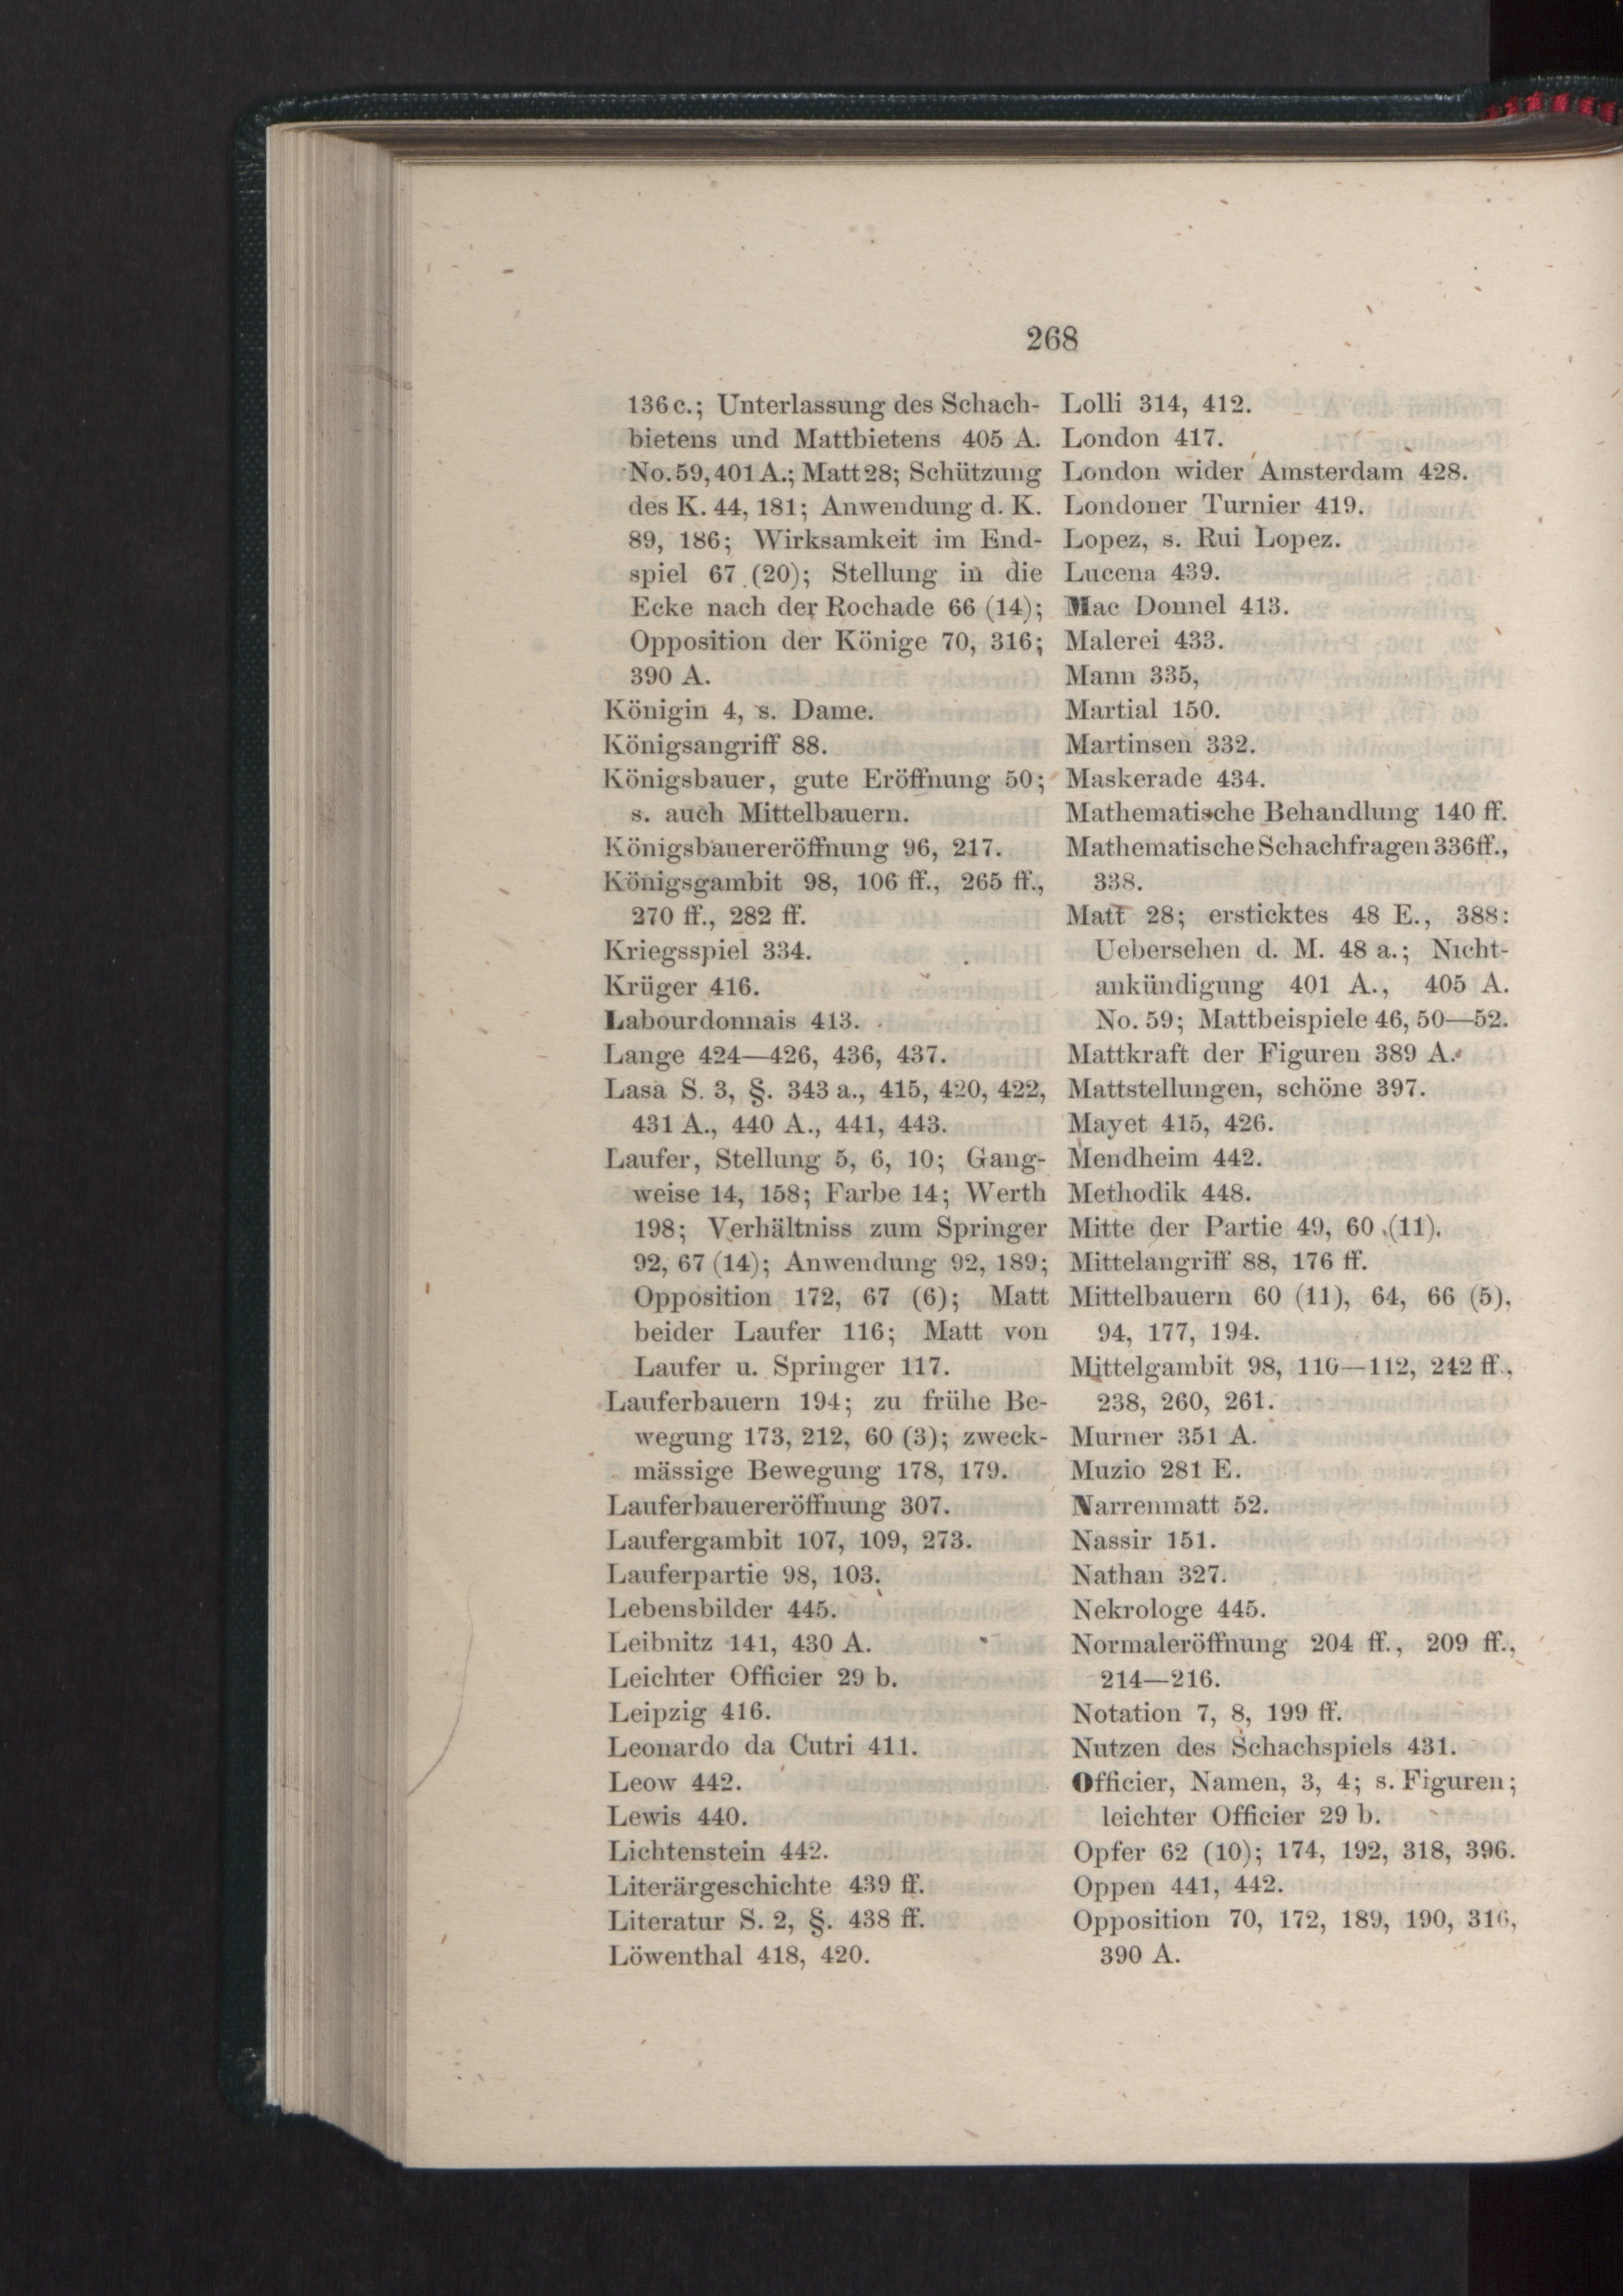 268
136 c.; Unterlassung des Schach-
bietens und Mattbietens 405 A.
No. 59, 401 A.; Matt 28; Schützung
des K. 44, 181; Anwendung d. K.
89, 186; Wirksamkeit im End-
spiel 67 (20); Stellung in die
Ecke nach der Rochade 66 (14);
Opposition der Könige 70, 316;
390 A.
Königin 4, s. Dame.
Königsangriff 88.
Königsbauer, gute Eröffnung 50;
s. auch Mittelbauern.
Königsbauereröffnung 96, 217.
Königsgambit 98, 106 ff., 265 ff.,
270 ff., 282 ff.
Kriegsspiel 334.
Krüger 416.
Labourdonnais 413.
Lange 424—426, 436, 437.
Lasa S. 3, §. 343 a., 415, 420, 422,
431 A., 440 A., 441, 443.
Laufer, Stellung 5, 6, 10; Gang-
weise 14, 158; Farbe 14; Werth
198; Verhältniss zum Springer
92, 67 (14); Anwendung 92, 189;
Opposition 172, 67 (6); Matt
beider Laufer 116; Matt von
Laufer u. Springer 117.
Lauferbauern 194; zu frühe Be-
wegung 173, 212, 60 (3); zweck-
mässige Bewegung 178, 179.
Lauferbauereröffnung 307.
Laufergambit 107, 109, 273.
Lauferpartie 98, 103.
Lebensbilder 445.
Leibnitz 141, 430 A.
Leichter Officier 29 b.
Leipzig 416.
Leonardo da Cutri 411.
Leow 442.
Lewis 440.
Lichtenstein 442.
Literärgeschichte 439 ff.
Literatur S. 2, §. 438 ff.
Löwenthal 418, 420.
Lolli 314, 412.
London 417.
London wider Amsterdam 428.
Londoner Turnier 419.
Lopez, s. Rui Lopez.
Lucena 439.
Mac Donnel 413.
Malerei 433.
Mann 335,
Martial 150.
Martinsen 332.
Maskerade 434.
Mathematische Behandlung 140 ff.
Mathematische Schachfragen 336ff.,
338.
Matt 28; ersticktes 48 E., 388:
Uebersehen d. M. 48 a.; Nicht-
ankündigung 401 A., 405 A.
No. 59; Mattbeispiele 46, 50—52.
Mattkraft der Figuren 389 A.
Mattstellungen, schöne 397.
Mayet 415, 426.
Mendheim 442.
Methodik 448.
Mitte der Partie 49, 60 (11).
Mittelangriff 88, 176 ff.
Mittelbauern 60 (11), 64, 66 (5),
94, 177, 194.
Mittelgambit 98, 110—112, 242 ff.,
238, 260, 261.
Murner 351 A.
Muzio 281 E.
Narrenmatt 52.
Nassir 151.
Nathan 327.
Nekrologe 445.
Normaleröffnung 204 ff., 209 ff.,
214—216.
Notation 7, 8, 199 ff.
Nutzen des Schachspiels 431.
Officier, Namen, 3, 4; s. Figuren;
leichter Officier 29 b.
Opfer 62 (10); 174, 192, 318, 396.
Oppen 441, 442.
Opposition 70, 172, 189, 190, 316,
390 A.